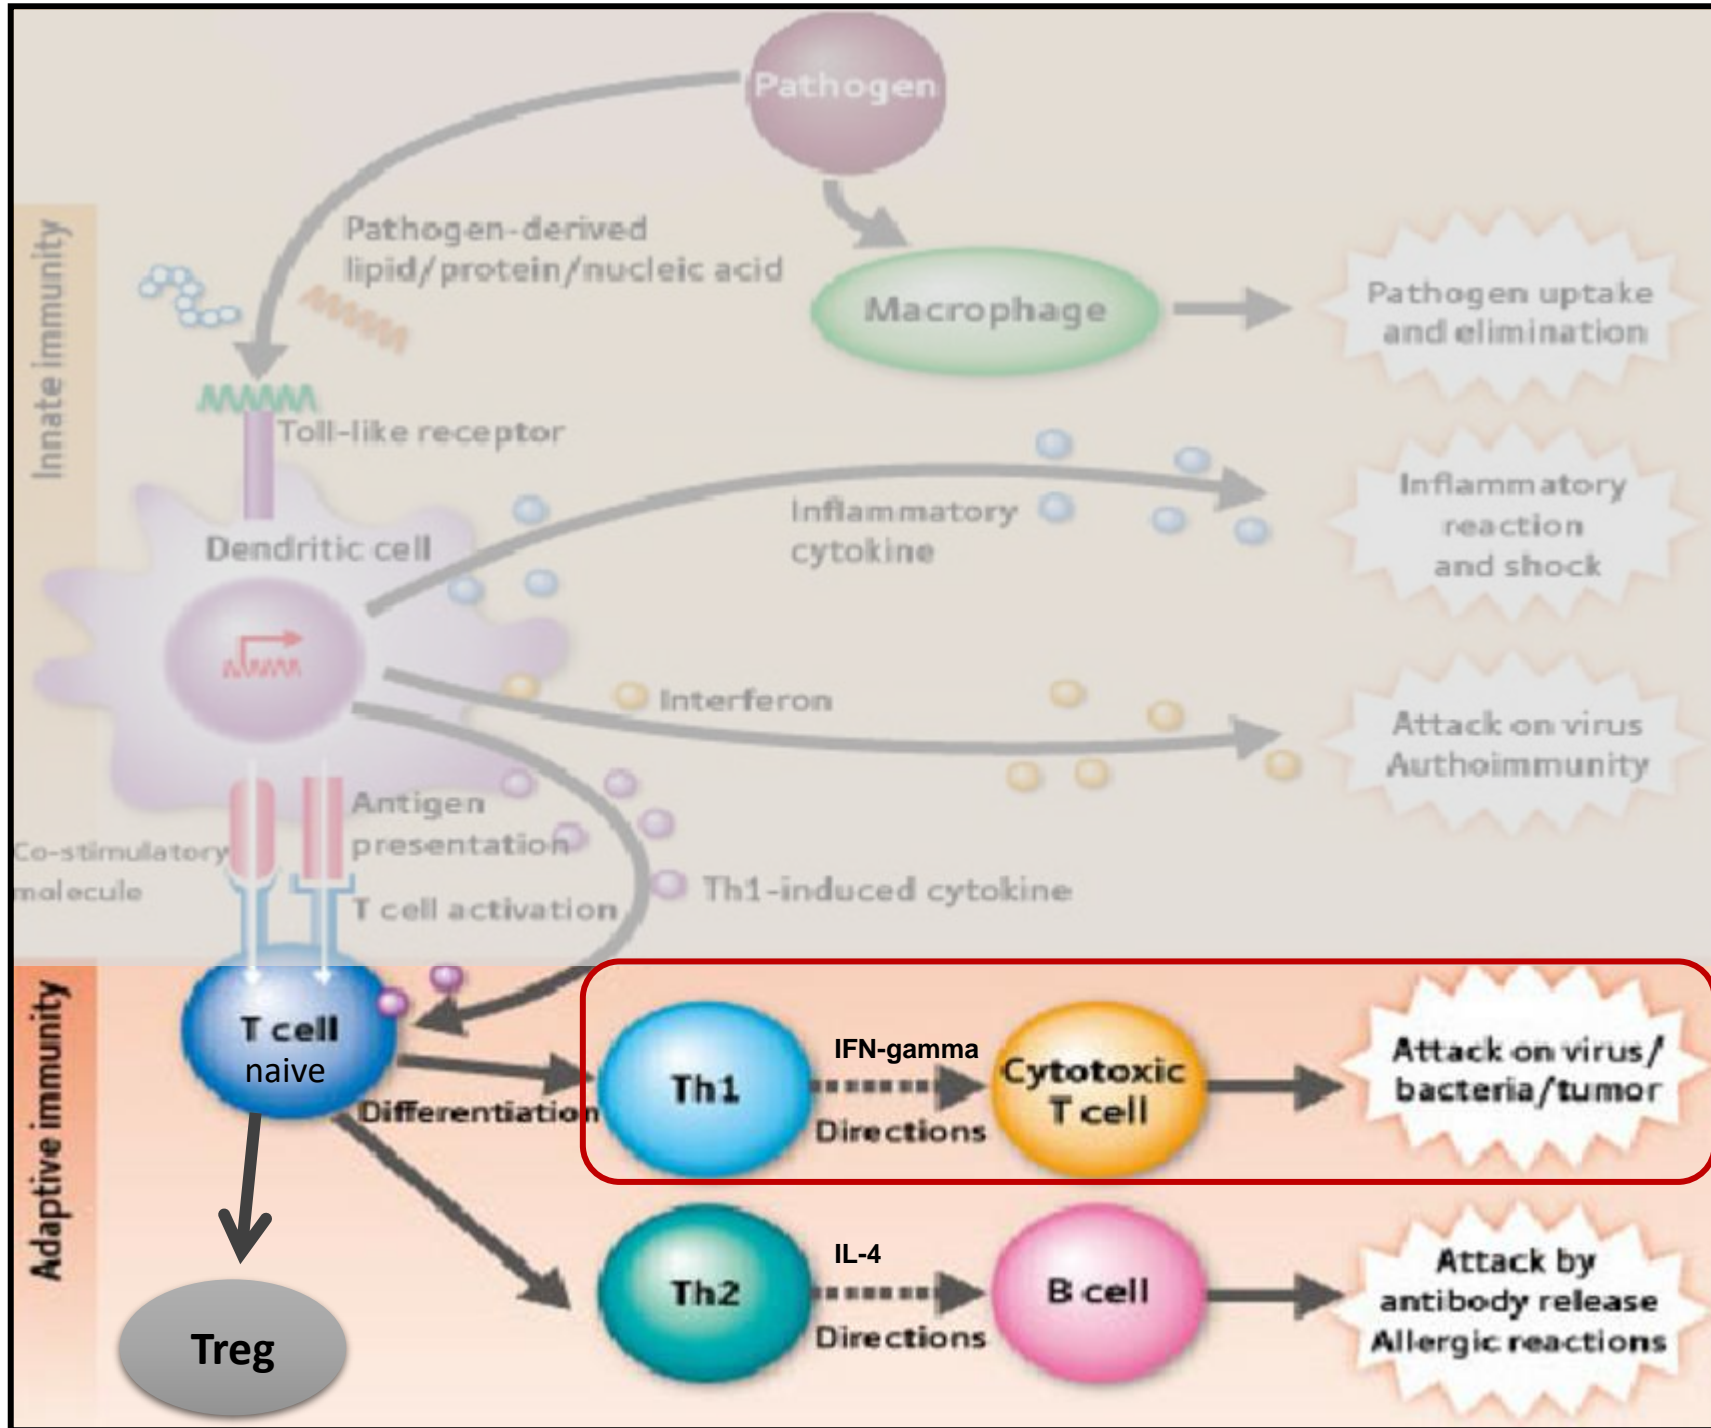 Pathogen
Innate immunity
Pathogen-derived
lipid/protein/nucleic acid
Macrophage
Pathogen uptake
and elimination
Toll-like receptor
Dendritic cell
Inflammatory
cytokine
Inflammatory
reaction
and shock
Interferon
Attack on virus
Authoimmunity
Antigen
presentation
Co-stimulatory
molecule
T cell activation
Th1-induced cytokine
Adaptive immunity
T cell
naive
Differentiation
Th1
IFN-gamma
Directions
Cytotoxic
T cell
Attack on virus/
bacteria/tumor
Th2
IL-4
Directions
B cell
Attack by
antibody release
Allergic reactions
Treg